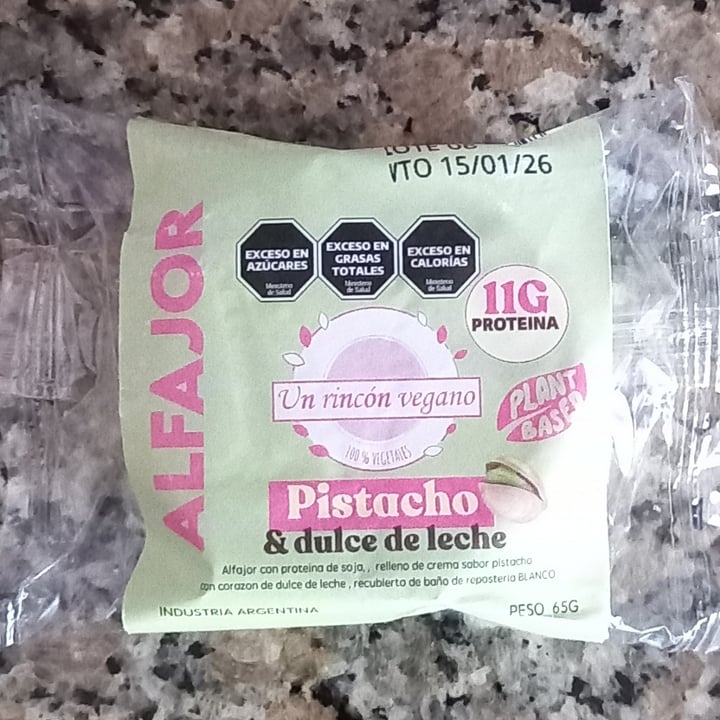 VTO 15/01/26
ALFAJOR
EXCESO EN
AZÚCARES
Ministerio
de Salud
EXCESO EN
GRASAS
TOTALES
Ministerio
de Salud
EXCESO EN
CALORÍAS
Ministerio
de Salud
11G
PROTEINA
Un rincón vegano
100 % VEGETALES
PLANT
BASED
Pistacho
& dulce de leche
Alfajor con proteina de soja, , relleno de crema sabor pistacho
con corazon de dulce de leche , recubierto de baño de reposteria BLANCO
INDUSTRIA ARGENTINA
PESO 65G